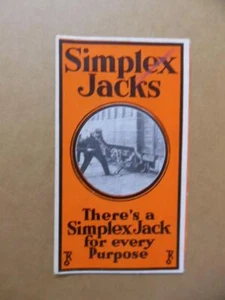 Simplex
Jacks
There's a
Simplex Jack
for every
Purpose